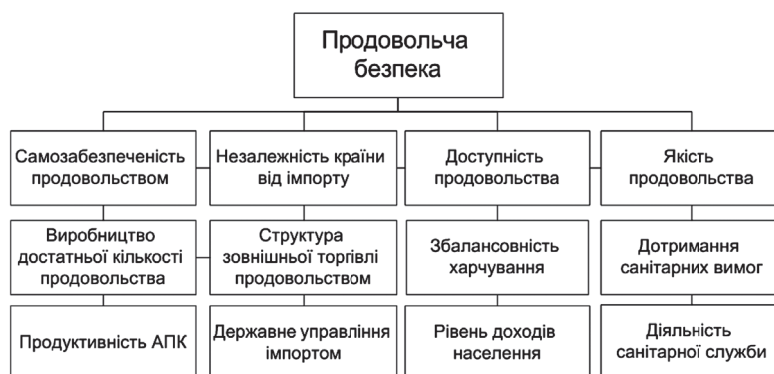 Продовольча
безпека
Самозабезпеченість
продовольством
Незалежність країни
від імпорту
Доступність
продовольства
Якість
продовольства
Виробництво
достатньої кількості
продовольства
Структура
зовнішньої торгівлі
продовольством
Збалансовність
харчування
Дотримання
санітарних вимог
Продуктивність АПК
Державне управління
імпортом
Рівень доходів
населення
Діяльність
санітарної служби